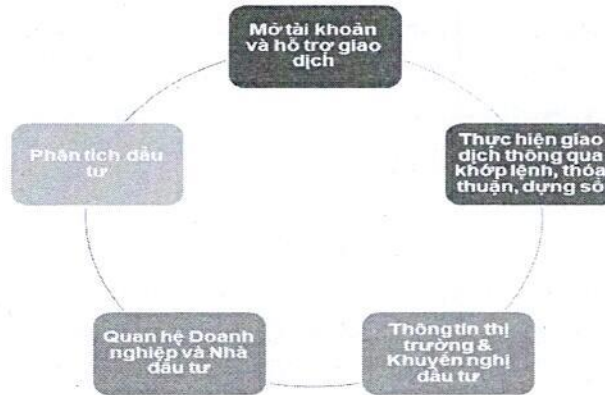 Mở tài khoản
và hỗ trợ giao
dịch
Thực hiện giao
dịch thông qua
khớp lệnh, thỏa
thuận, dựng sổ
Thông tin thị
trường &
Khuyến nghị
đầu tư
Quan hệ Doanh
nghiệp và Nhà
đầu tư
Phân tích đầu
tư